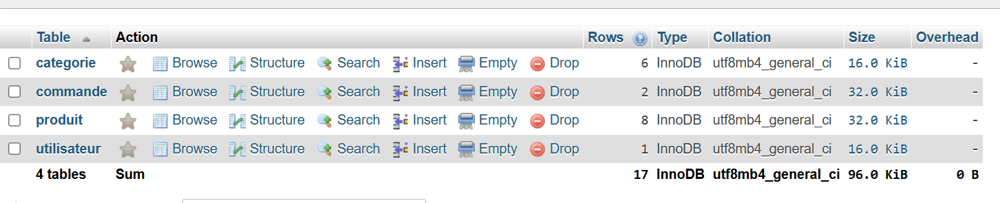 Table Action Rows Type Collation Size Overhead
categorie Browse Structure Search Insert Empty Drop 6 InnoDB utf8mb4_general_ci 16.0 KiB -
commande Browse Structure Search Insert Empty Drop 2 InnoDB utf8mb4_general_ci 32.0 KiB -
produit Browse Structure Search Insert Empty Drop 8 InnoDB utf8mb4_general_ci 32.0 KiB -
utilisateur Browse Structure Search Insert Empty Drop 1 InnoDB utf8mb4_general_ci 16.0 KiB -
4 tables Sum 17 InnoDB utf8mb4_general_ci 96.0 KiB 0 B